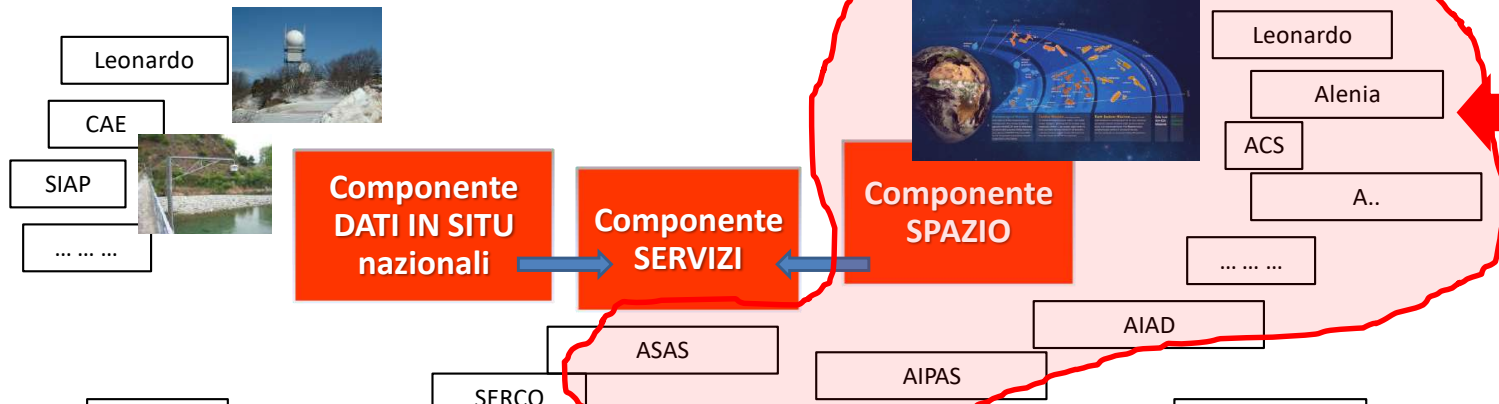 Leonardo
CAE
SIAP
... ... ...
Componente
DATI IN SITU
nazionali
Componente
SERVIZI
Componente
SPAZIO
Leonardo
Alenia
ACS
A..
... ... ...
AIAD
ASAS
AIPAS
SERCO